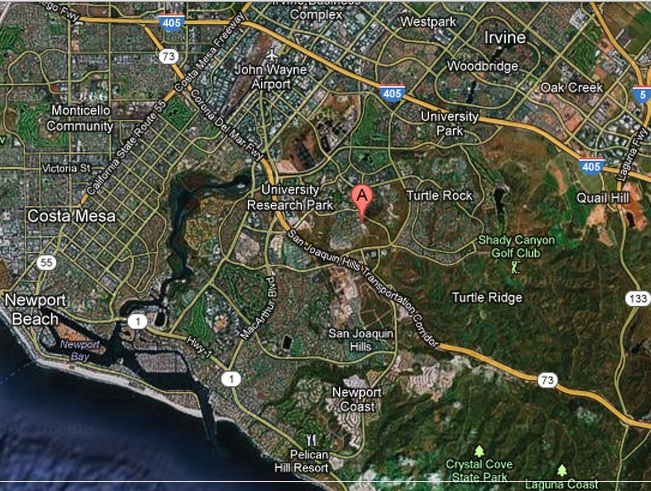 Irvine Business
Complex
ego Fwy
405
Westpark
Irvine
73
Costa Mesa Freeway
John Wayne
Airport
Woodbridge
Oak Creek
405
5
Monticello
Community
California State Route 55
Corona Del Mar Fwy
University
Park
Laguna Fwy
405
Victoria St
University
Research Park
A
Turtle Rock
Quail Hill
Costa Mesa
San Joaquin Hills Transportation Corridor
Shady Canyon
Golf Club
55
Newport
Beach
MacArthur Blvd
Turtle Ridge
133
1
Newport
Bay
Hwy-1
San Joaquin
Hills
1
73
Newport
Coast
Pelican
Hill Resort
Crystal Cove
State Park
Laguna Coast